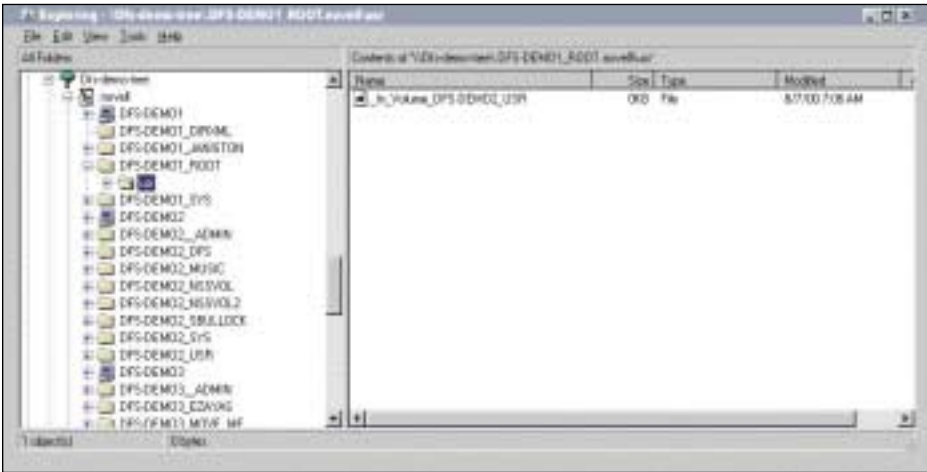 Exploring - \\Dfs-demo-tree\.DFS-DEMO1_ROOT.novell\usr
File Edit View Tools Help
All Folders
Contents of '\\Dfs-demo-tree\.DFS-DEMO1_ROOT.novell\usr'
Dfs-demo-tree
novell
DFS-DEMO1
DFS-DEMO1_DIRXML
DFS-DEMO1_ROOT
usr
DFS-DEMO1_SYS
DFS-DEMO2
DFS-DEMO2__ADMIN
DFS-DEMO2_DFS
DFS-DEMO2_MUSIC
DFS-DEMO2_NSSVOL
DFS-DEMO2_NSSVOL2
DFS-DEMO2_SBULLOCK
DFS-DEMO2_SYS
DFS-DEMO2_USR
DFS-DEMO3
DFS-DEMO3__ADMIN
DFS-DEMO3_MOVE_ME
Name Size Type Modified
_In_Volume_DFS-DEMO2_USR 0KB File 8/7/00 7:08 AM
1 object(s) 0 bytes